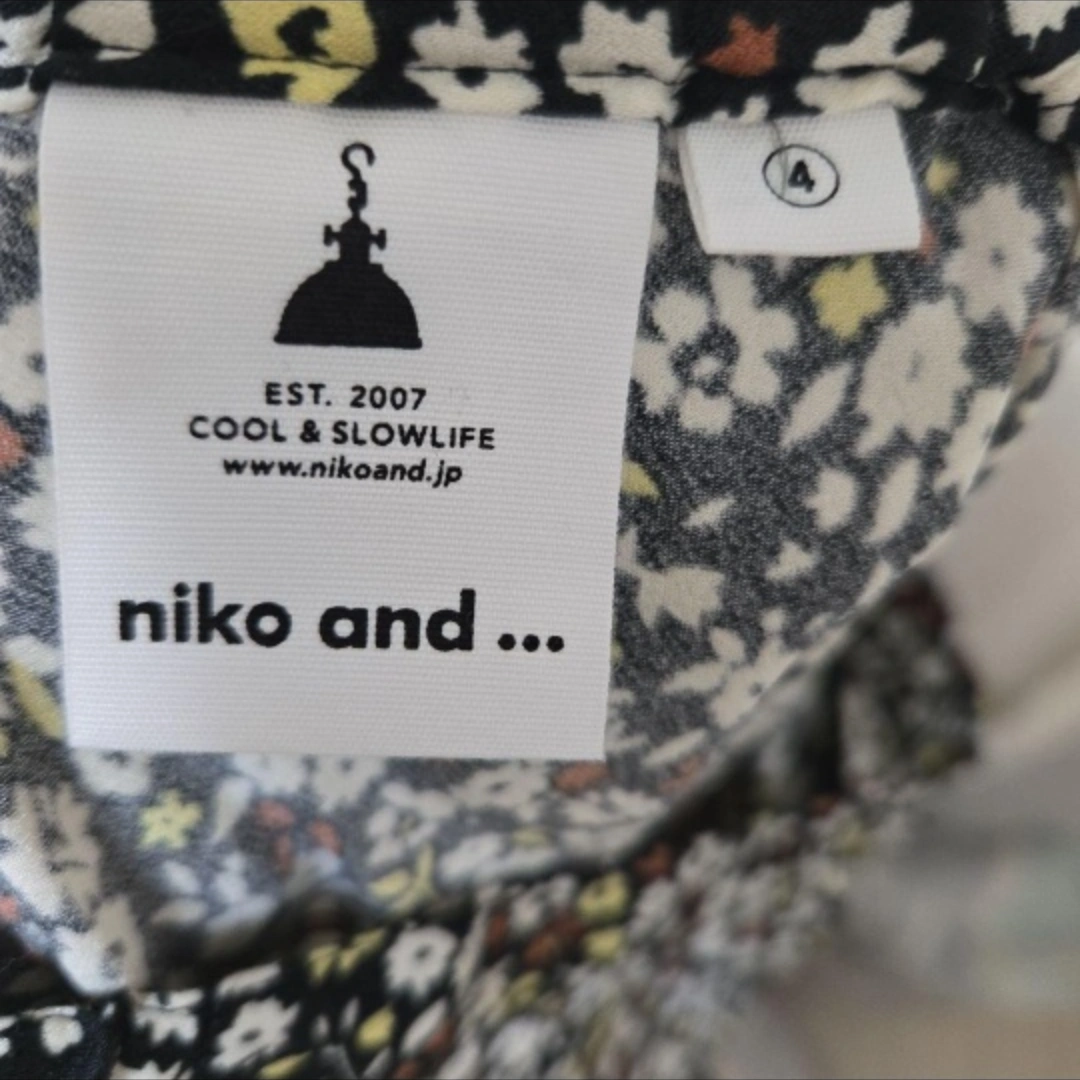 EST. 2007
COOL & SLOWLIFE
www.nikoand.jp
niko and ...
4